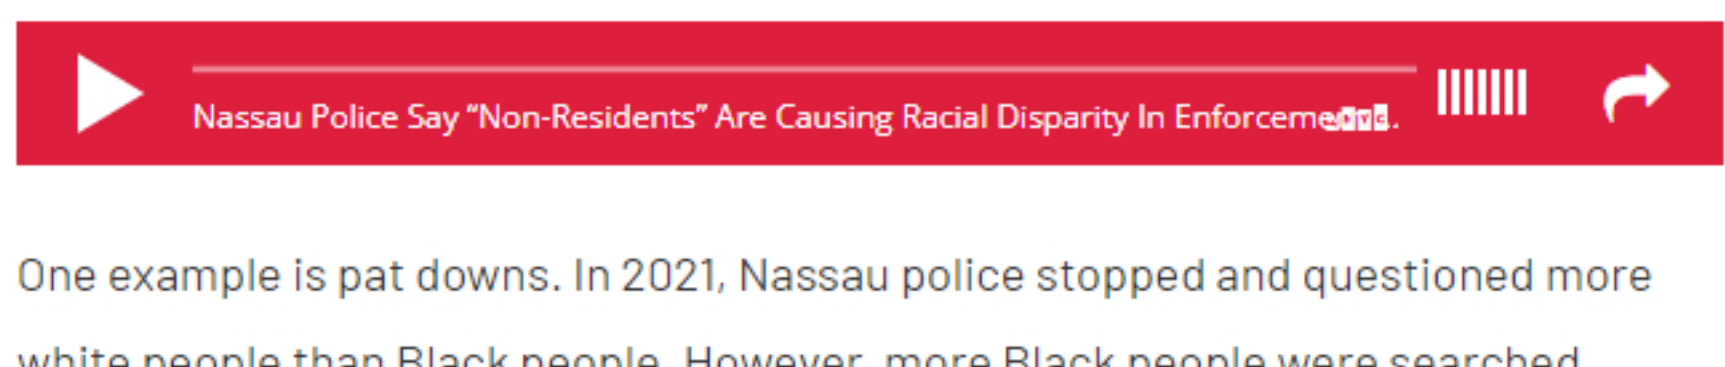 Nassau Police Say “Non-Residents” Are Causing Racial Disparity In
One example is pat downs. In 2021, Nassau police stopped and questioned more
white people than Black people. However, more Black people were searched